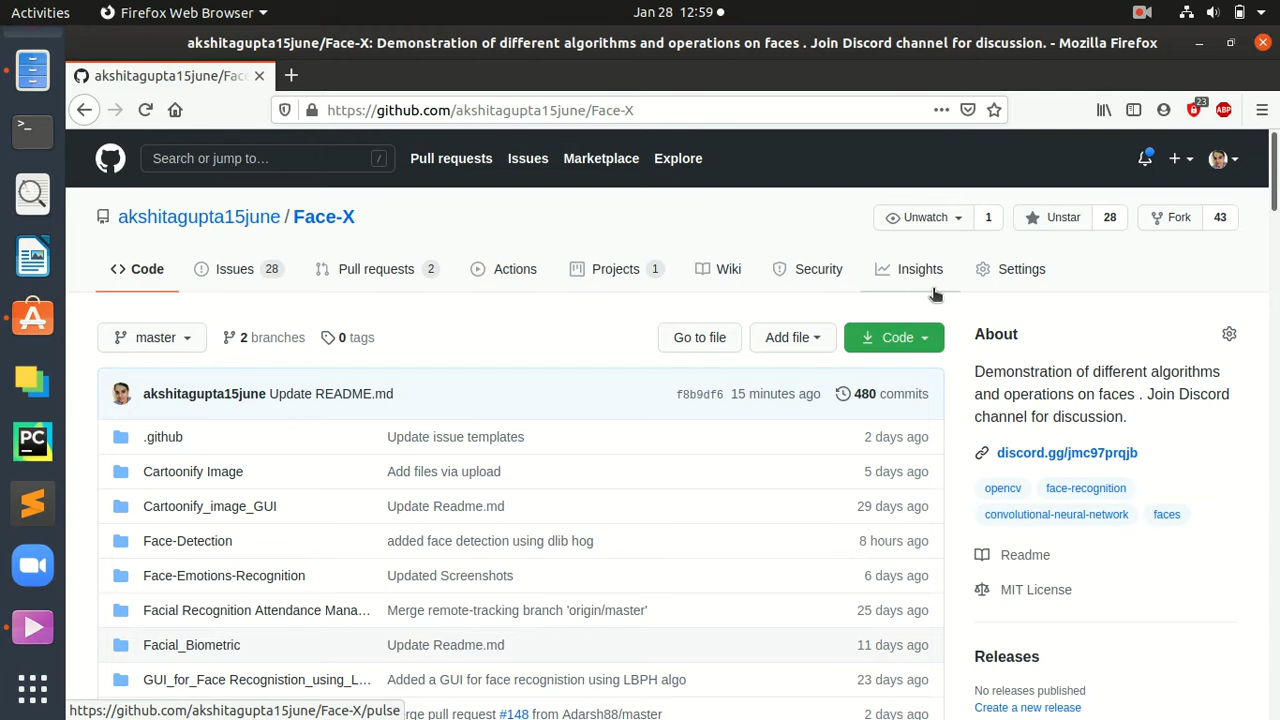 Activities Firefox Web Browser Jan 28 12:59
akshitagupta15june/Face-X: Demonstration of different algorithms and operations on faces . Join Discord channel for discussion. - Mozilla Firefox
akshitagupta15june/Face
https://github.com/akshitagupta15june/Face-X 23 ABP
Search or jump to… / Pull requests Issues Marketplace Explore
akshitagupta15june / Face-X Unwatch 1 Unstar 28 Fork 43
Code Issues 28 Pull requests 2 Actions Projects 1 Wiki Security Insights Settings
master 2 branches 0 tags Go to file Add file Code About
akshitagupta15june Update README.md f8b9df6 15 minutes ago 480 commits
Demonstration of different algorithms
and operations on faces . Join Discord
channel for discussion.
.github Update issue templates 2 days ago
discord.gg/jmc97prqjb
Cartoonify Image Add files via upload 5 days ago
opencv face-recognition
Cartoonify_image_GUI Update Readme.md 29 days ago
convolutional-neural-network faces
Face-Detection added face detection using dlib hog 8 hours ago
Readme
Face-Emotions-Recognition Updated Screenshots 6 days ago
MIT License
Facial Recognition Attendance Mana… Merge remote-tracking branch 'origin/master' 25 days ago
Facial_Biometric Update Readme.md 11 days ago
Releases
GUI_for_Face Recognistion_using_L… Added a GUI for face recognistion using LBPH algo 23 days ago
No releases published
Create a new release
https://github.com/akshitagupta15june/Face-X/pulse
rge pull request #148 from Adarsh88/master 2 days ago
>_
PC